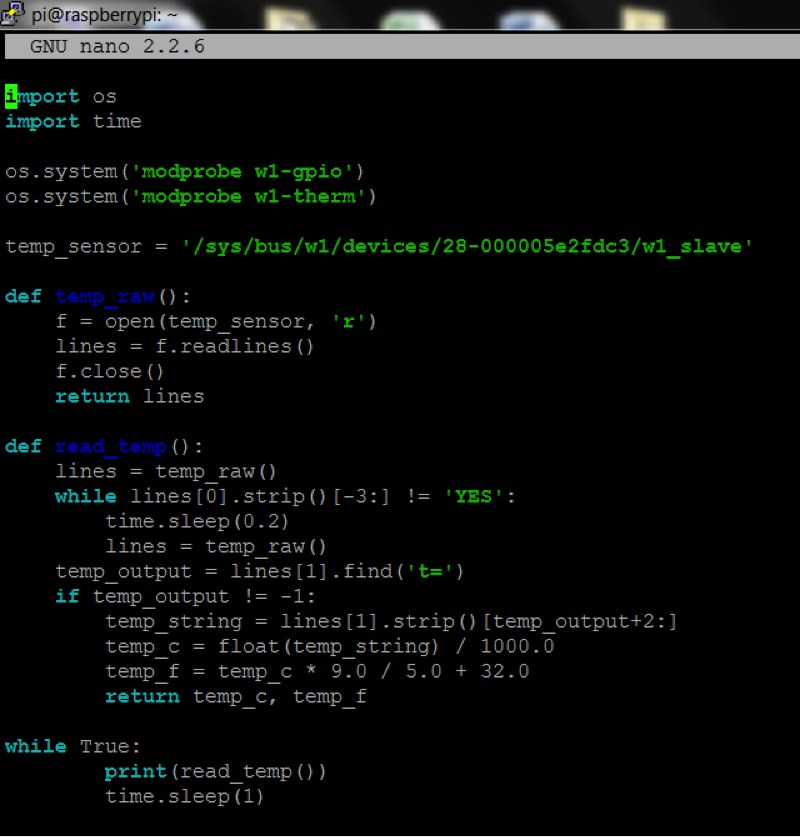 pi@raspberrypi: ~
GNU nano 2.2.6
import os
import time
os.system('modprobe w1-gpio')
os.system('modprobe w1-therm')
temp_sensor = '/sys/bus/w1/devices/28-000005e2fdc3/w1_slave'
def temp_raw():
    f = open(temp_sensor, 'r')
    lines = f.readlines()
    f.close()
    return lines
def read_temp():
    lines = temp_raw()
    while lines[0].strip()[-3:] != 'YES':
        time.sleep(0.2)
        lines = temp_raw()
    temp_output = lines[1].find('t=')
    if temp_output != -1:
        temp_string = lines[1].strip()[temp_output+2:]
        temp_c = float(temp_string) / 1000.0
        temp_f = temp_c * 9.0 / 5.0 + 32.0
        return temp_c, temp_f
while True:
        print(read_temp())
        time.sleep(1)